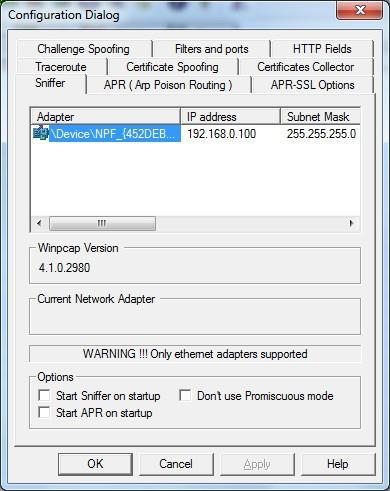 Configuration Dialog
Challenge Spoofing Filters and ports HTTP Fields
Traceroute Certificate Spoofing Certificates Collector
Sniffer APR ( Arp Poison Routing ) APR-SSL Options
Adapter IP address Subnet Mask
\Device\NPF_{452DEB... 192.168.0.100 255.255.255.0
Winpcap Version
4.1.0.2980
Current Network Adapter
WARNING !!! Only ethernet adapters supported
Options
Start Sniffer on startup Don't use Promiscuous mode
Start APR on startup
OK Cancel Apply Help